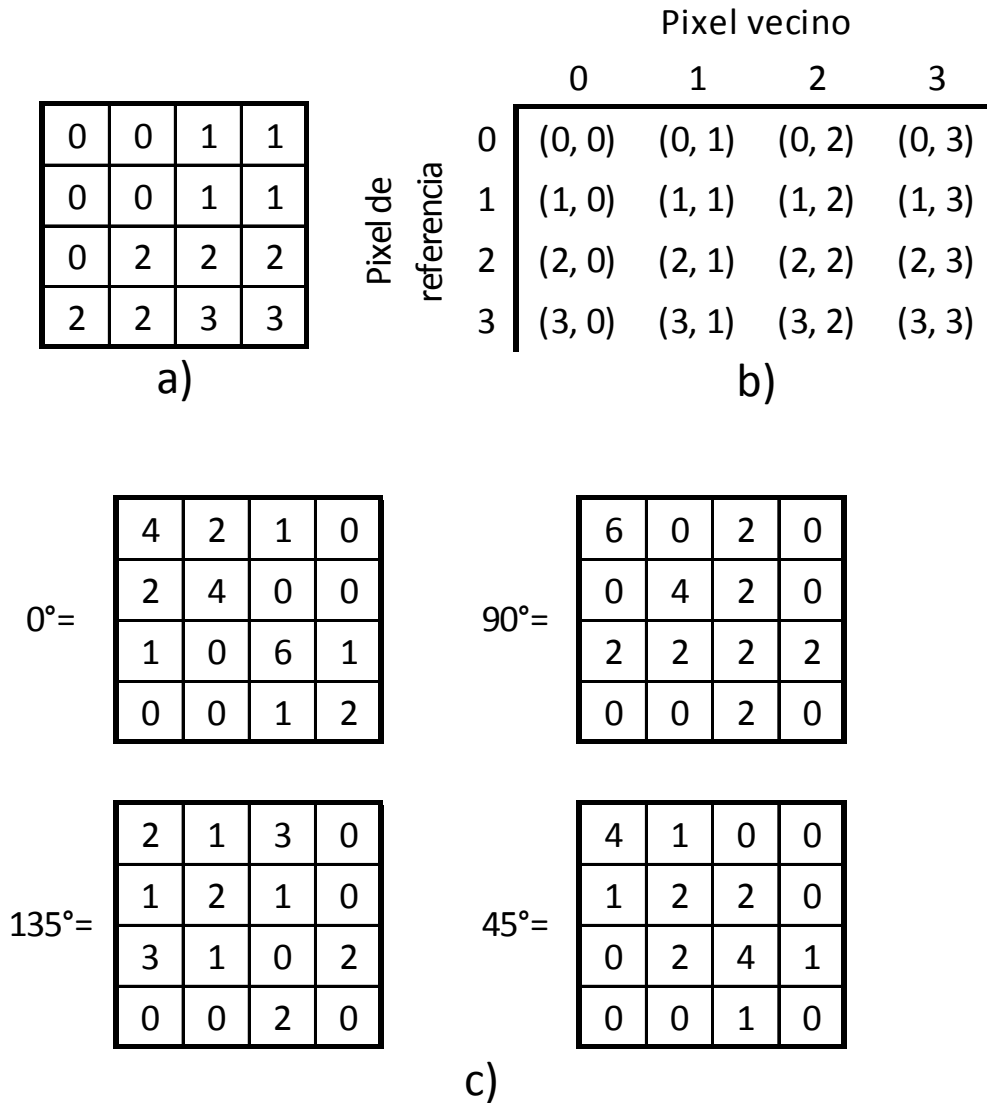 0 0 1 1
0 0 1 1
0 2 2 2
2 2 3 3
a)
Pixel vecino
0 1 2 3
Pixel de
referencia
0 (0, 0) (0, 1) (0, 2) (0, 3)
1 (1, 0) (1, 1) (1, 2) (1, 3)
2 (2, 0) (2, 1) (2, 2) (2, 3)
3 (3, 0) (3, 1) (3, 2) (3, 3)
b)
0°=
4 2 1 0
2 4 0 0
1 0 6 1
0 0 1 2
90°=
6 0 2 0
0 4 2 0
2 2 2 2
0 0 2 0
135°=
2 1 3 0
1 2 1 0
3 1 0 2
0 0 2 0
45°=
4 1 0 0
1 2 2 0
0 2 4 1
0 0 1 0
c)